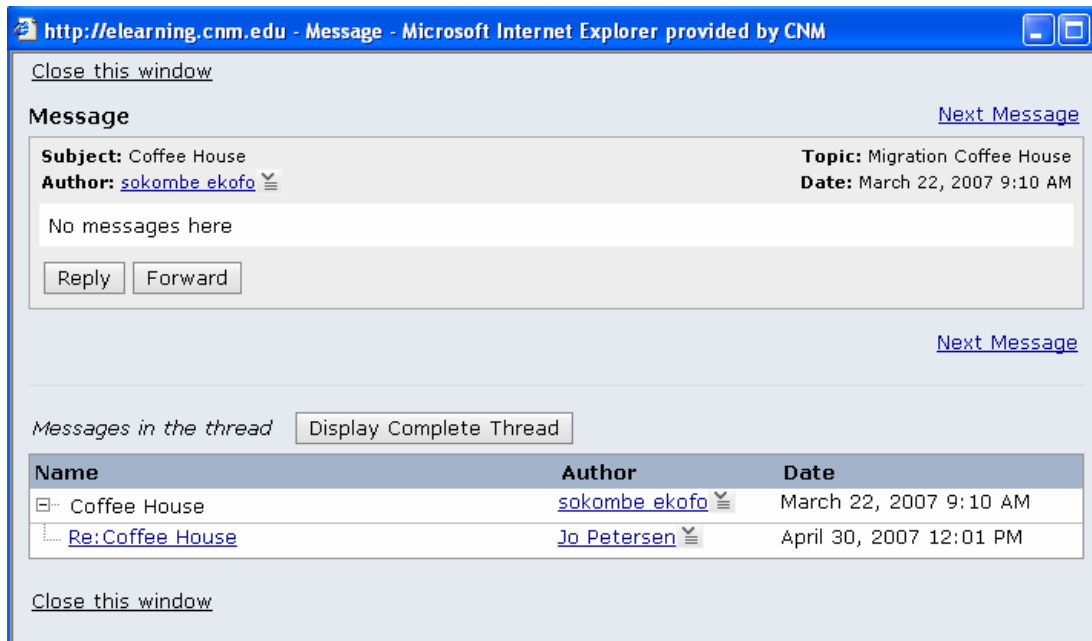 http://elearning.cnm.edu - Message - Microsoft Internet Explorer provided by CNM
Close this window
Message Next Message
Subject: Coffee House Topic: Migration Coffee House
Author: sokombe ekofo Date: March 22, 2007 9:10 AM
No messages here
Reply Forward
Next Message
Messages in the thread Display Complete Thread
Name Author Date
Coffee House sokombe ekofo March 22, 2007 9:10 AM
Re:Coffee House Jo Petersen April 30, 2007 12:01 PM
Close this window